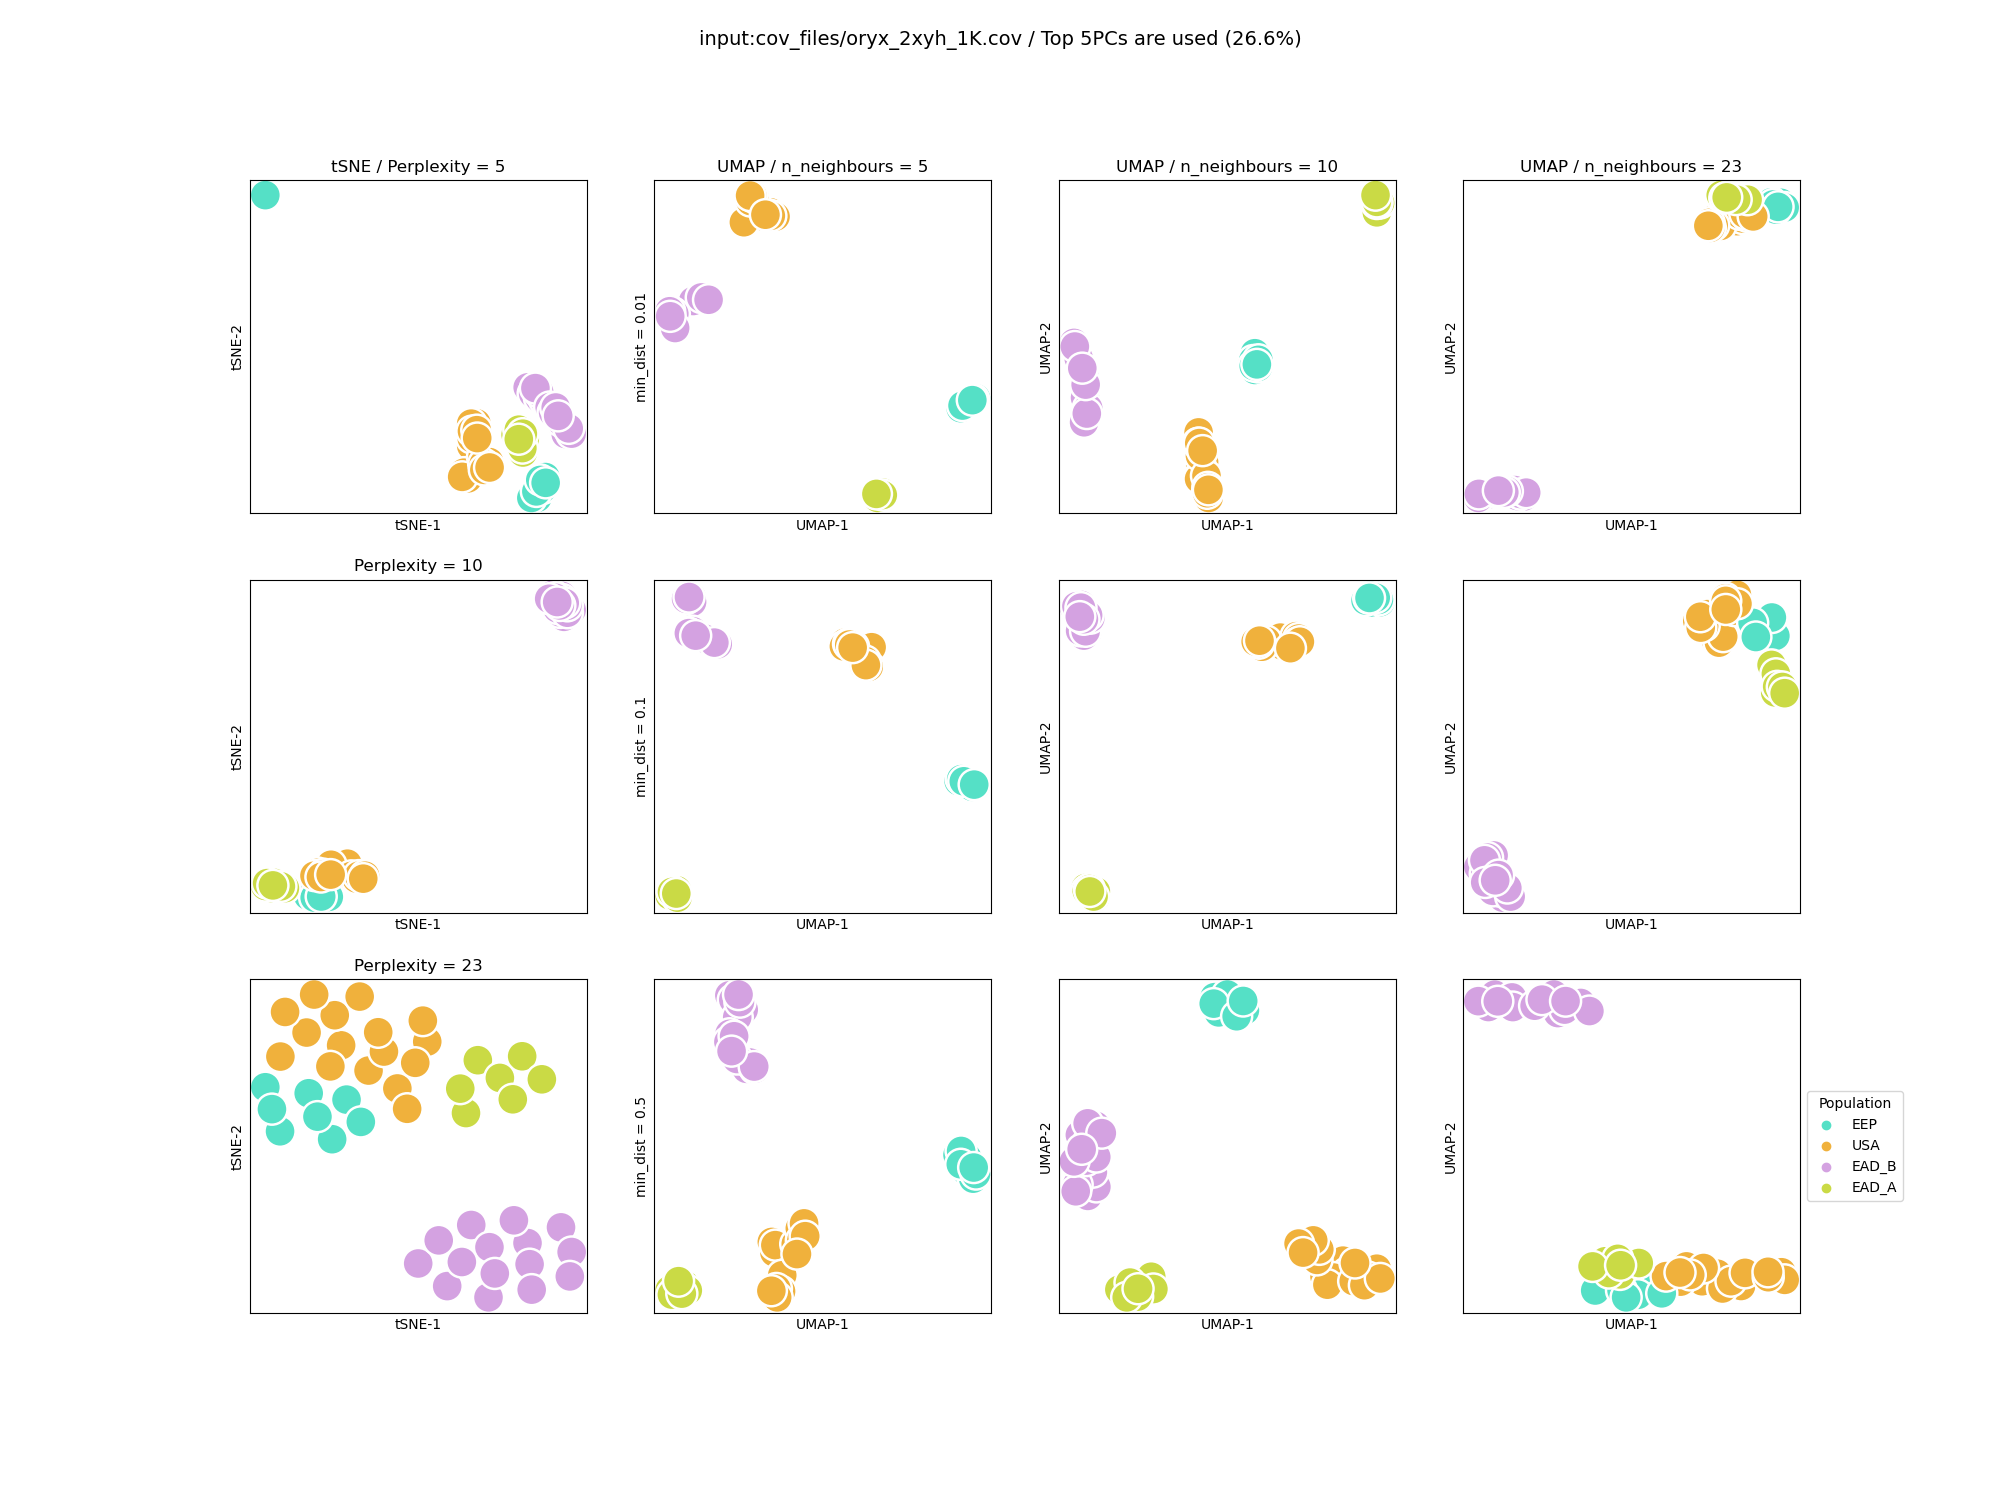 input:cov_files/oryx_2xyh_1K.cov / Top 5PCs are used (26.6%)
tSNE / Perplexity = 5
UMAP / n_neighbours = 5
UMAP / n_neighbours = 10
UMAP / n_neighbours = 23
tSNE-2
min_dist = 0.01
UMAP-2
UMAP-2
tSNE-1
UMAP-1
UMAP-1
UMAP-1
Perplexity = 10
tSNE-2
min_dist = 0.1
UMAP-2
UMAP-2
tSNE-1
UMAP-1
UMAP-1
UMAP-1
Perplexity = 23
tSNE-2
min_dist = 0.5
UMAP-2
UMAP-2
tSNE-1
UMAP-1
UMAP-1
UMAP-1
Population
EEP
USA
EAD_B
EAD_A